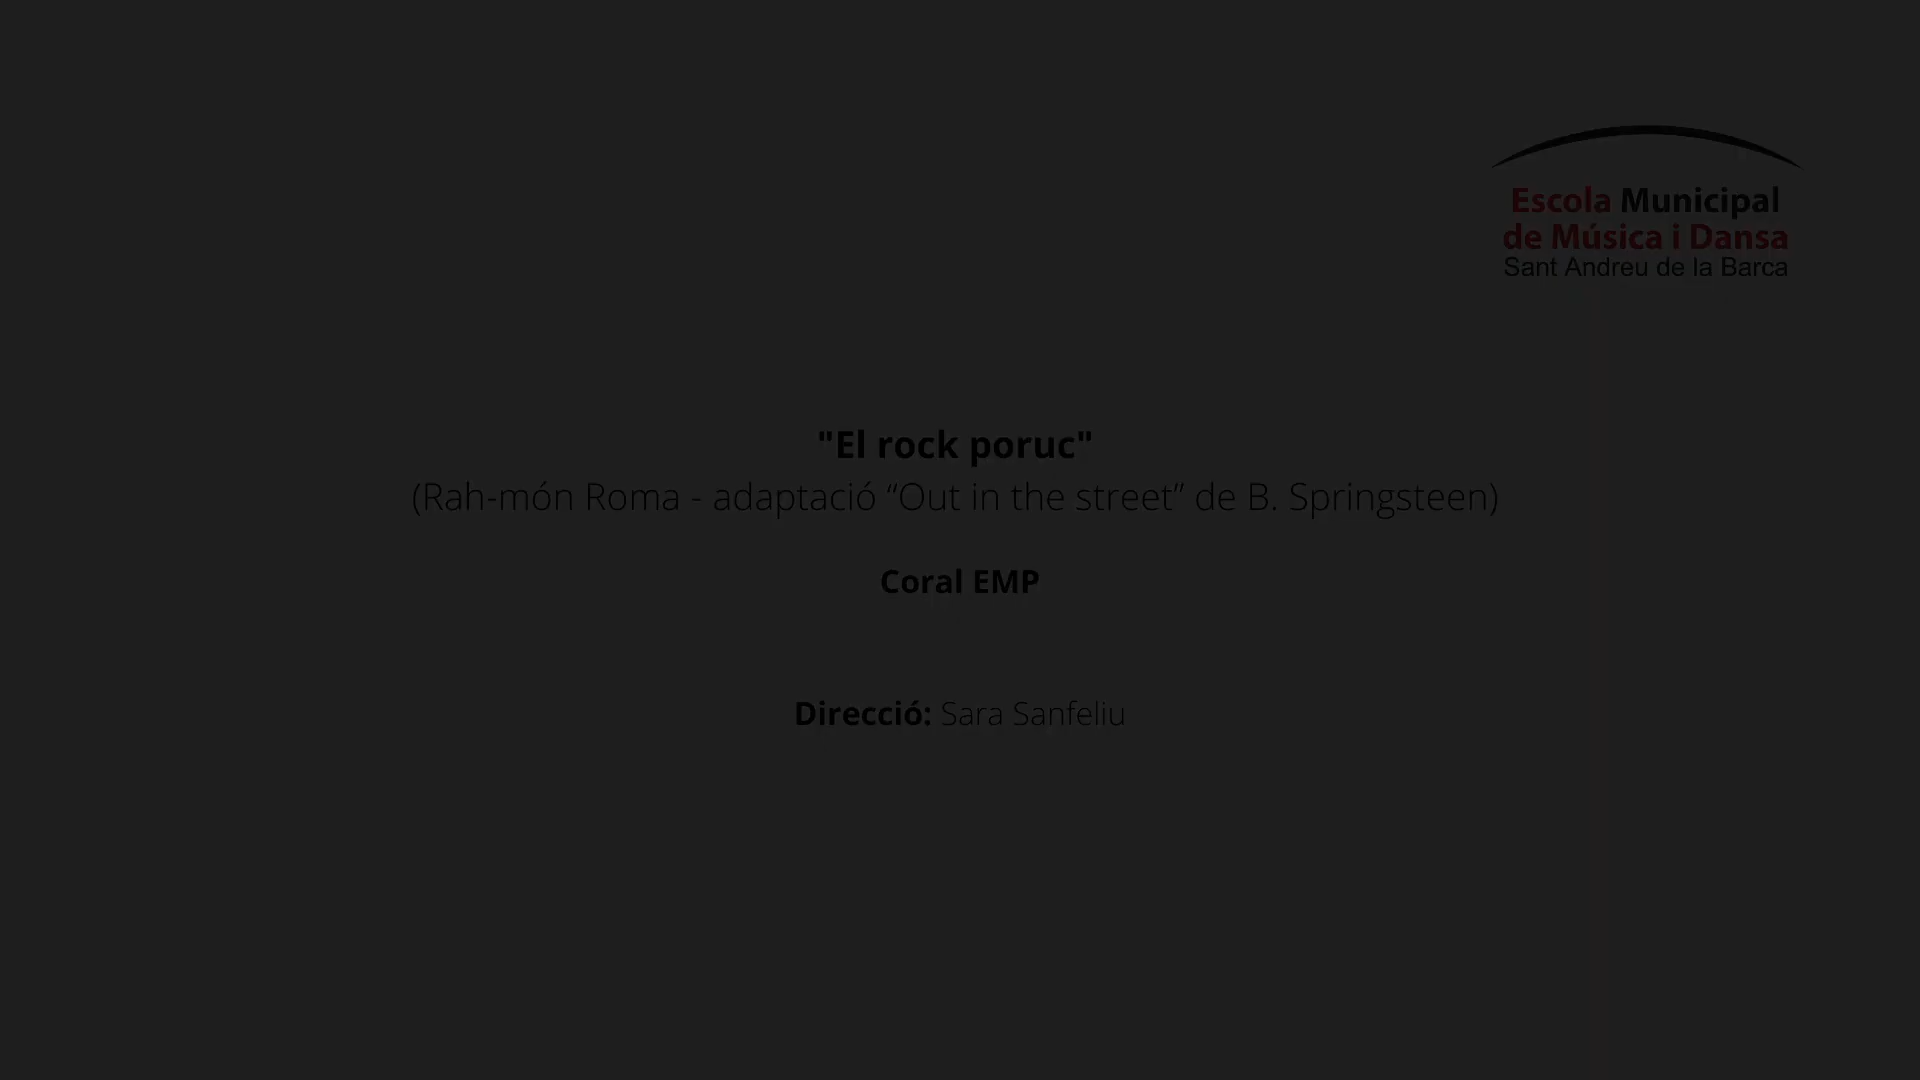 Escola Municipal
de Música i Dansa
Sant Andreu de la Barca
"El rock poruc"
(Rah-món Roma - adaptació “Out in the street” de B. Springsteen)
Coral EMP
Direcció: Sara Sanfeliu